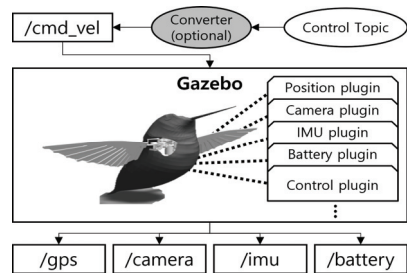 /cmd_vel
Converter
(optional)
Control Topic
Gazebo
Position plugin
Camera plugin
IMU plugin
Battery plugin
Control plugin
/gps
/camera
/imu
/battery